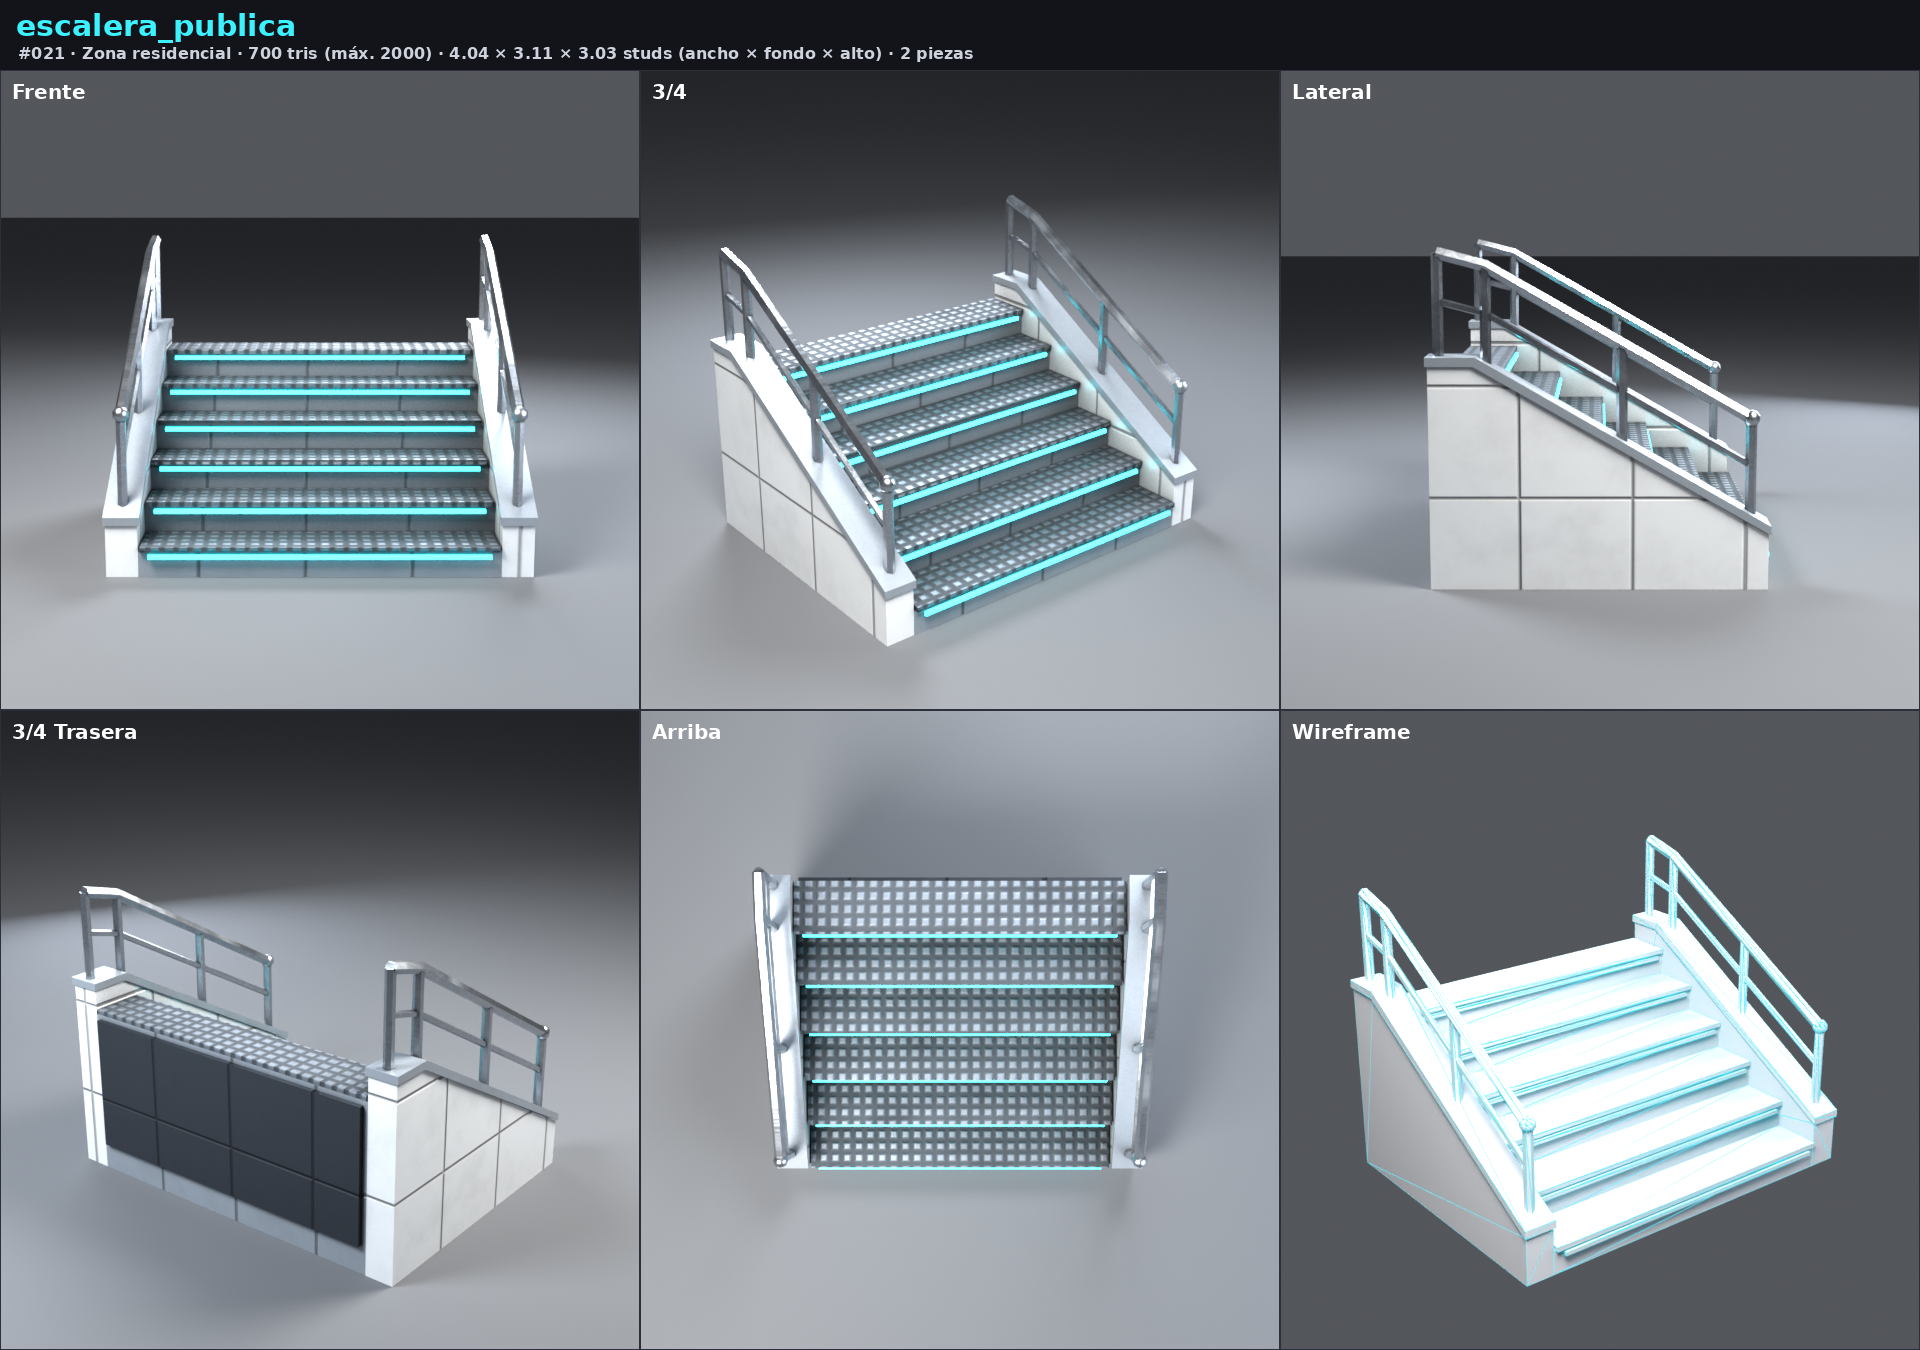 escalera_publica
#021 · Zona residencial · 700 tris (máx. 2000) · 4.04 × 3.11 × 3.03 studs (ancho × fondo × alto) · 2 piezas
Frente
3/4
Lateral
3/4 Trasera
Arriba
Wireframe